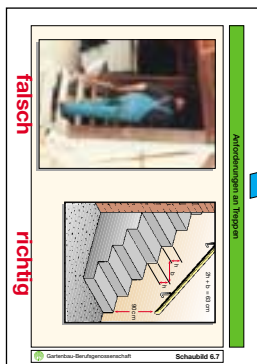 Anforderungen an Treppen
falsch
richtig
2h + b = 63 cm
h
b
h
90 cm
Gartenbau-Berufsgenossenschaft
Schaubild 6.7